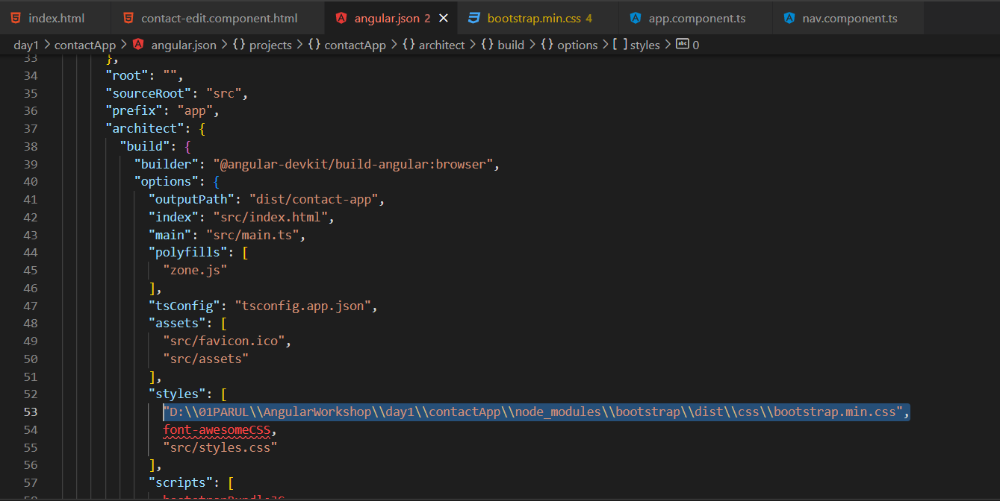 index.html contact-edit.component.html angular.json 2 bootstrap.min.css 4 app.component.ts nav.component.ts
day1 > contactApp > angular.json > {} projects > {} contactApp > {} architect > {} build > {} options > [ ] styles > abc 0
33 },
34 "root": "",
35 "sourceRoot": "src",
36 "prefix": "app",
37 "architect": {
38 "build": {
39 "builder": "@angular-devkit/build-angular:browser",
40 "options": {
41 "outputPath": "dist/contact-app",
42 "index": "src/index.html",
43 "main": "src/main.ts",
44 "polyfills": [
45 "zone.js"
46 ],
47 "tsConfig": "tsconfig.app.json",
48 "assets": [
49 "src/favicon.ico",
50 "src/assets"
51 ],
52 "styles": [
53 "D:\\01PARUL\\AngularWorkshop\\day1\\contactApp\\node_modules\\bootstrap\\dist\\css\\bootstrap.min.css",
54 font-awesomeCSS,
55 "src/styles.css"
56 ],
57 "scripts": [